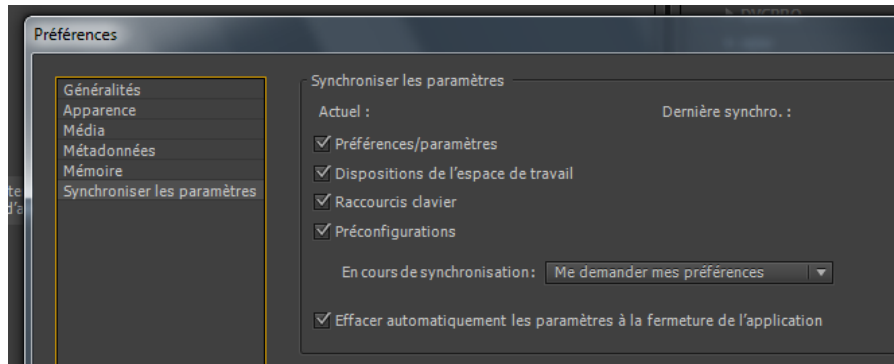 DVCPRO
Préférences
Généralités
Apparence
Média
Métadonnées
Mémoire
Synchroniser les paramètres
Synchroniser les paramètres
Actuel :
Dernière synchro. :
Préférences/paramètres
Dispositions de l'espace de travail
Raccourcis clavier
Préconfigurations
En cours de synchronisation : Me demander mes préférences
Effacer automatiquement les paramètres à la fermeture de l'application
te
d'a